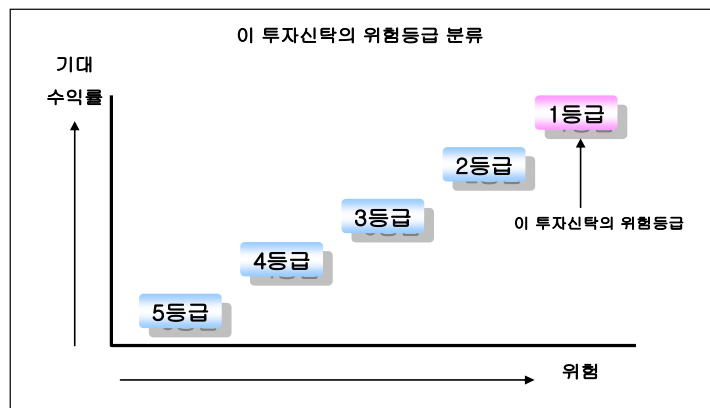 이 투자신탁의 위험등급 분류
기대
수익률
1등급
2등급
3등급
이 투자신탁의 위험등급
4등급
5등급
위험